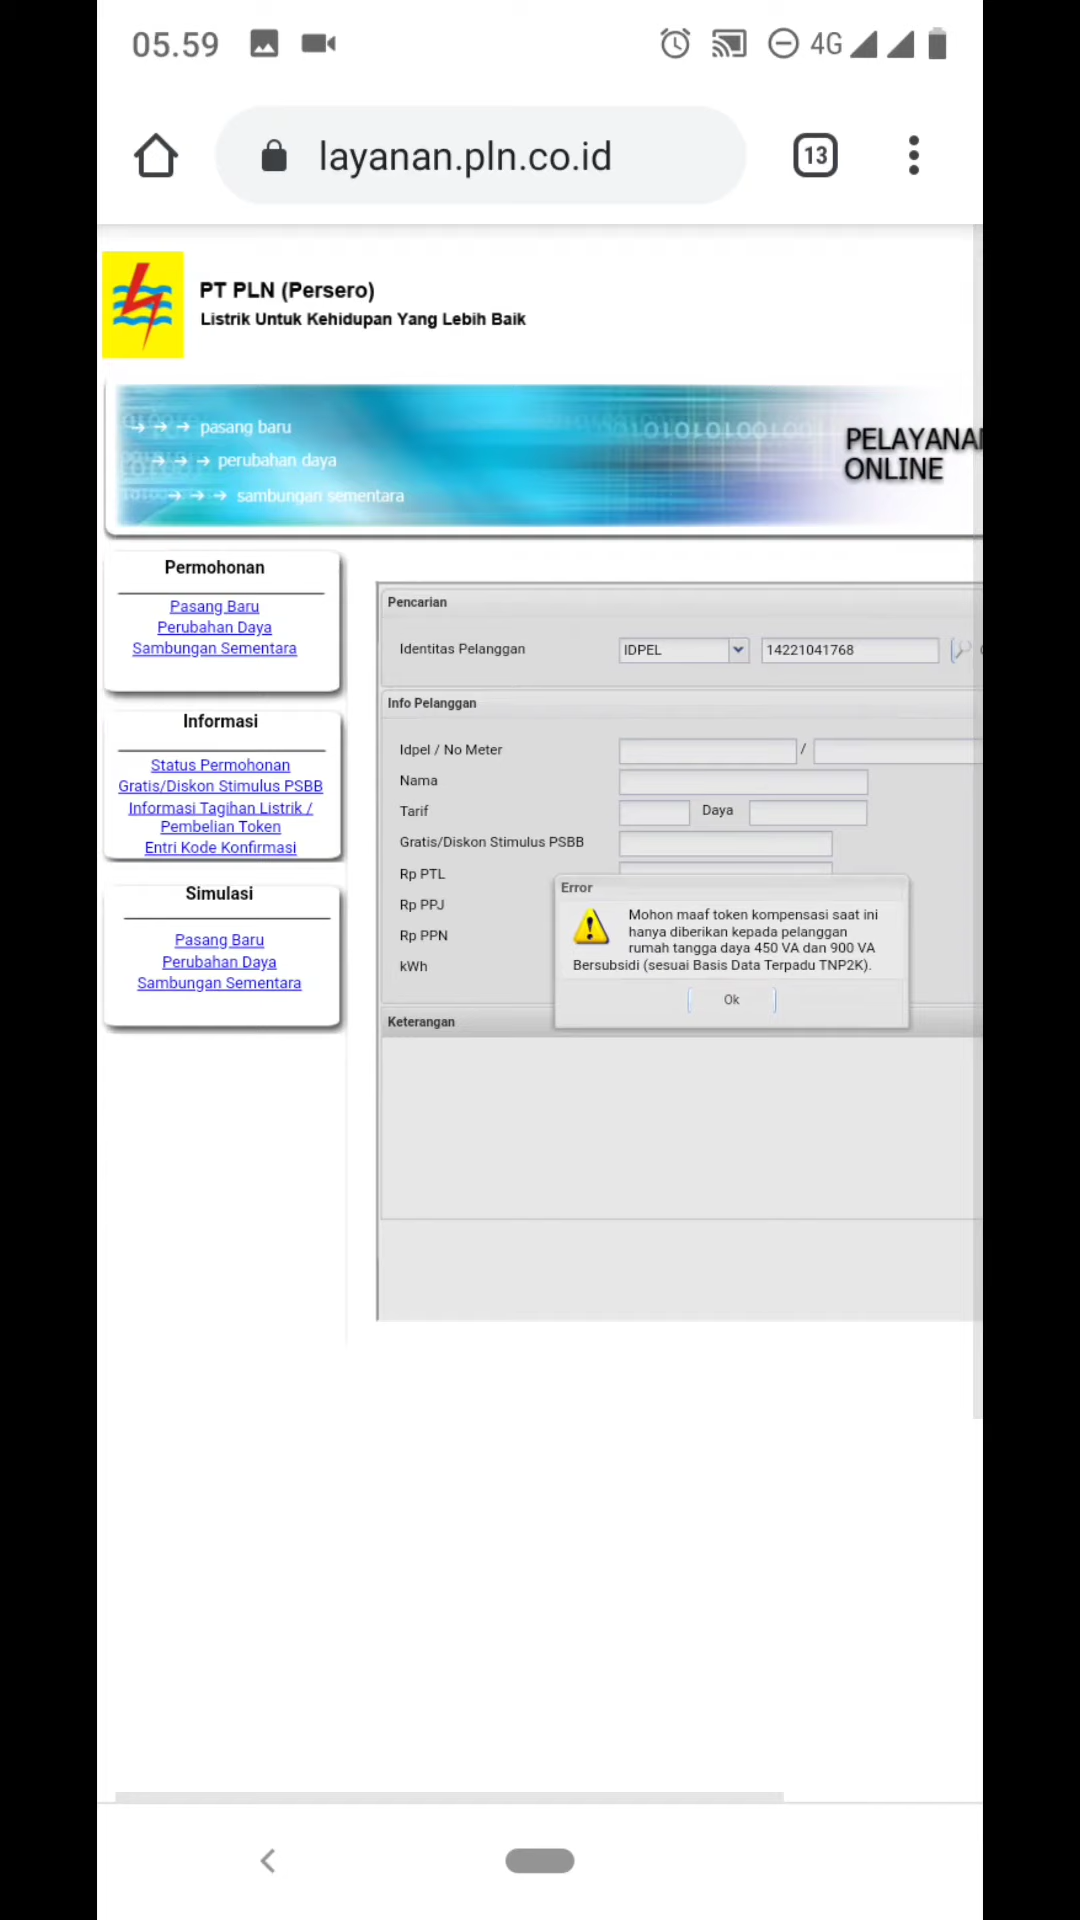 05.59
4G
layanan.pln.co.id
13
PT PLN (Persero)
Listrik Untuk Kehidupan Yang Lebih Baik
pasang baru
perubahan daya
sambungan sementara
PELAYANAN
ONLINE
Permohonan
Pasang Baru
Perubahan Daya
Sambungan Sementara
Informasi
Status Permohonan
Gratis/Diskon Stimulus PSBB
Informasi Tagihan Listrik /
Pembelian Token
Entri Kode Konfirmasi
Simulasi
Pasang Baru
Perubahan Daya
Sambungan Sementara
Pencarian
Identitas Pelanggan IDPEL 14221041768
Info Pelanggan
Idpel / No Meter /
Nama
Tarif Daya
Gratis/Diskon Stimulus PSBB
Rp PTL
Rp PPJ
Rp PPN
kWh
Keterangan
Error
Mohon maaf token kompensasi saat ini
hanya diberikan kepada pelanggan
rumah tangga daya 450 VA dan 900 VA
Bersubsidi (sesuai Basis Data Terpadu TNP2K).
Ok